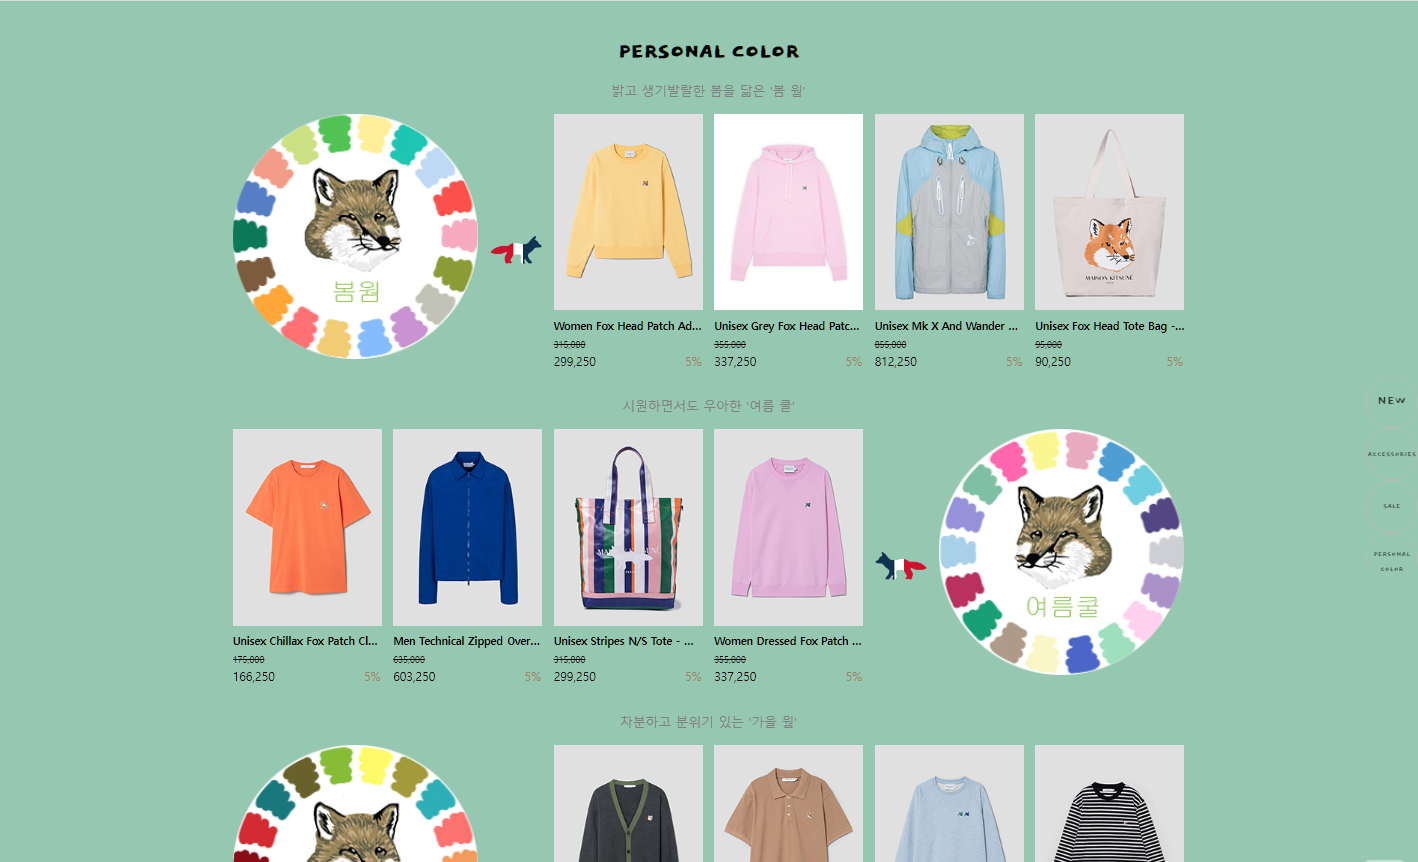 PERSONAL COLOR
밝고 생기발랄한 봄을 닮은 '봄 웜'
봄웜
MAISON KITSUNÉ
Women Fox Head Patch Ad...
315,000
299,250 5%
Unisex Grey Fox Head Patc...
355,000
337,250 5%
Unisex Mk X And Wander ...
855,000
812,250 5%
Unisex Fox Head Tote Bag -...
95,000
90,250 5%
시원하면서도 우아한 '여름 쿨'
Unisex Chillax Fox Patch Cl...
175,000
166,250 5%
Men Technical Zipped Over...
635,000
603,250 5%
MAISON KITSUNÉ
Unisex Stripes N/S Tote - ...
315,000
299,250 5%
Women Dressed Fox Patch ...
355,000
337,250 5%
여름쿨
NEW
ACCESSORIES
SALE
PERSONAL
COLOR
차분하고 분위기 있는 '가을 웜'